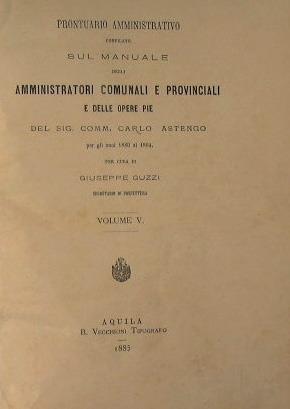 PRONTUARIO AMMINISTRATIVO
COMPILATO
SUL MANUALE
DEGLI
AMMINISTRATORI COMUNALI E PROVINCIALI
E DELLE OPERE PIE
DEL SIG. COMM. CARLO ASTENGO
per gli anni 1880 al 1884,
PER CURA DI
GIUSEPPE GUZZI
SEGRETARIO DI PREFETTURA
VOLUME V.
AQUILA
B. VECCHIONI TIPOGRAFO
1885